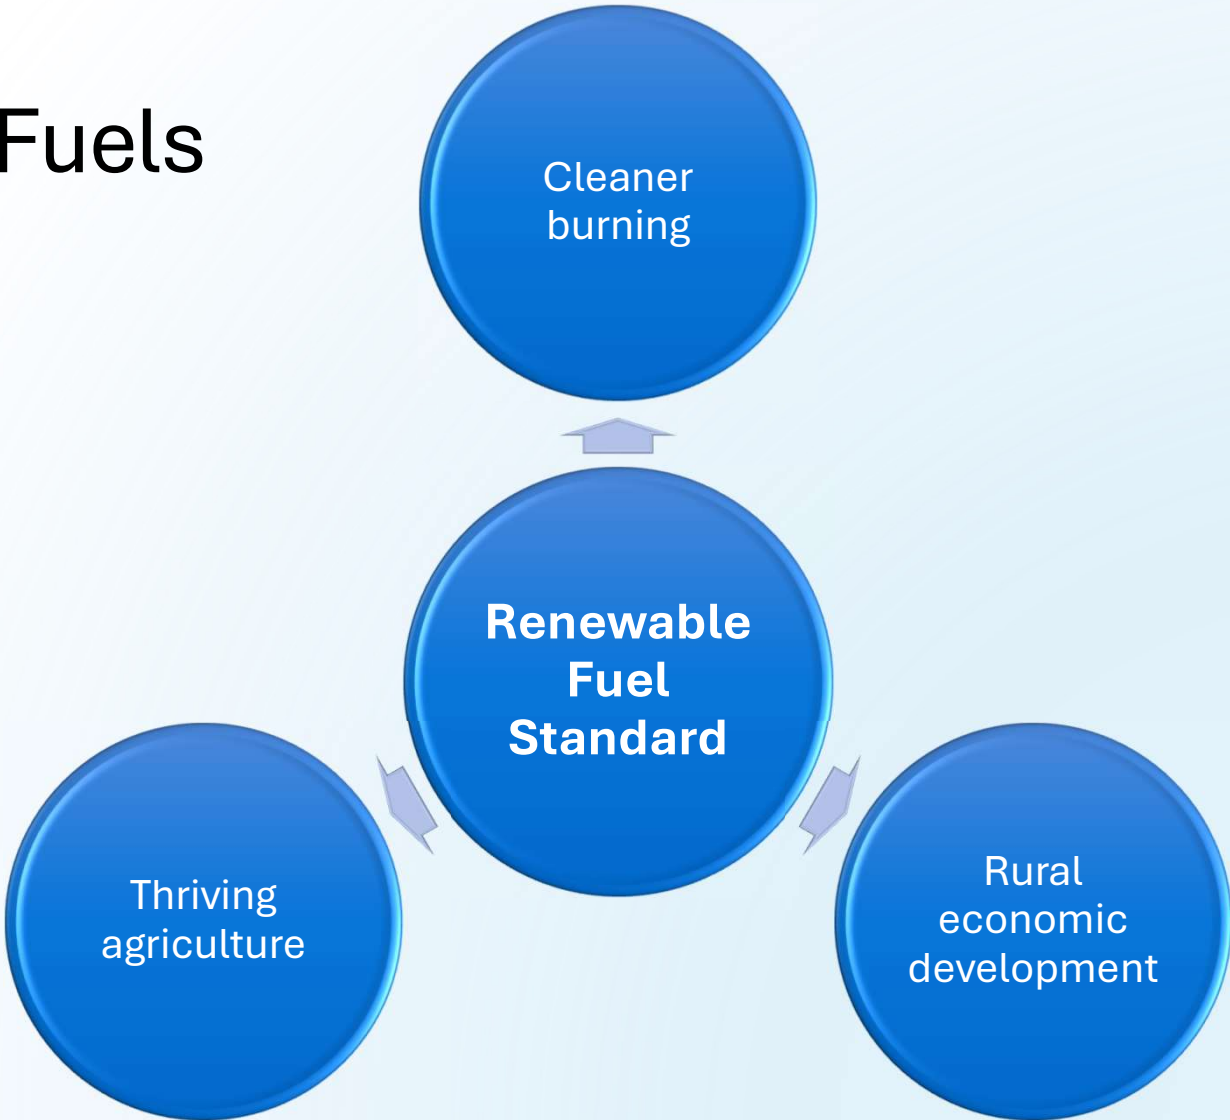 Fuels
Cleaner
burning
Renewable
Fuel
Standard
Thriving
agriculture
Rural
economic
development